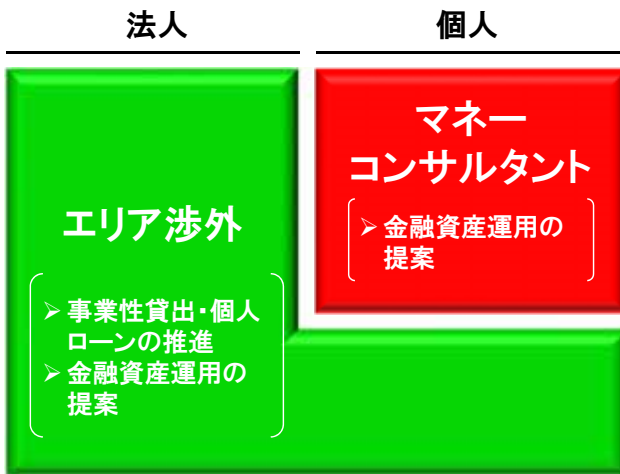 法人
個人
エリア渉外
➢ 事業性貸出・個人
ローンの推進
➢ 金融資産運用の
提案
マネー
コンサルタント
➢ 金融資産運用の
提案